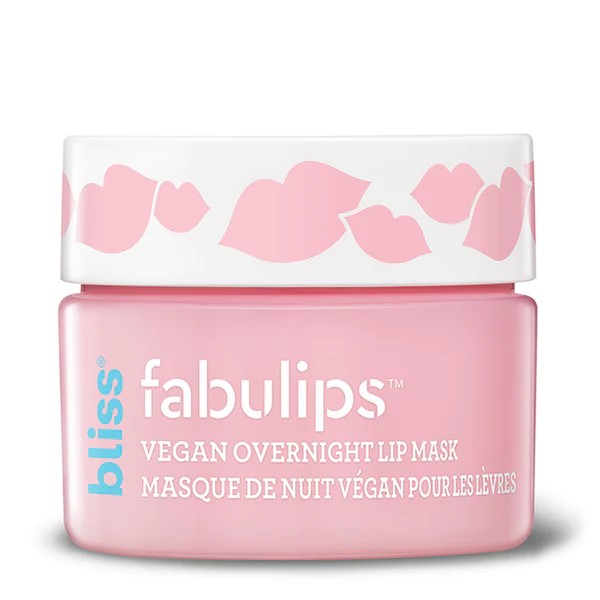 bliss®
fabulips™
VEGAN OVERNIGHT LIP MASK
MASQUE DE NUIT VÉGAN POUR LES LÈVRES